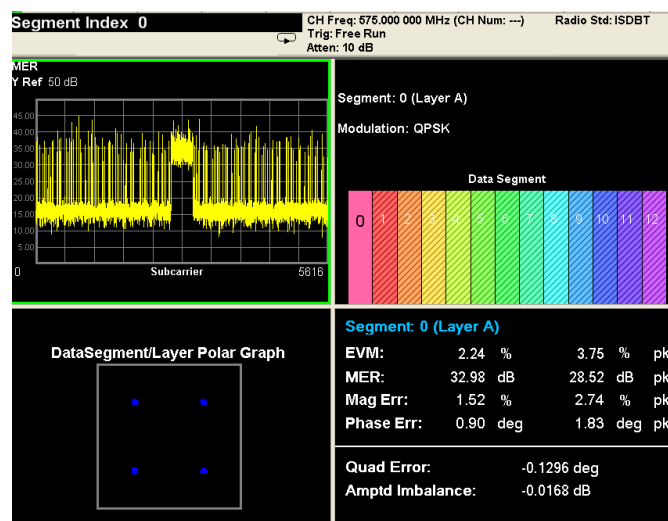 Segment Index 0
CH Freq: 575.000 000 MHz (CH Num: ---) Radio Std: ISDBT
Trig: Free Run
Atten: 10 dB
MER
Y Ref 50 dB
45.00
40.00
35.00
30.00
25.00
20.00
15.00
10.00
5.00
0 Subcarrier 5616
Segment: 0 (Layer A)
Modulation: QPSK
Data Segment
0 1 2 3 4 5 6 7 8 9 10 11 12
DataSegment/Layer Polar Graph
Segment: 0 (Layer A)
EVM: 2.24 % 3.75 % pk
MER: 32.98 dB 28.52 dB pk
Mag Err: 1.52 % 2.74 % pk
Phase Err: 0.90 deg 1.83 deg pk
Quad Error: -0.1296 deg
Amptd Imbalance: -0.0168 dB